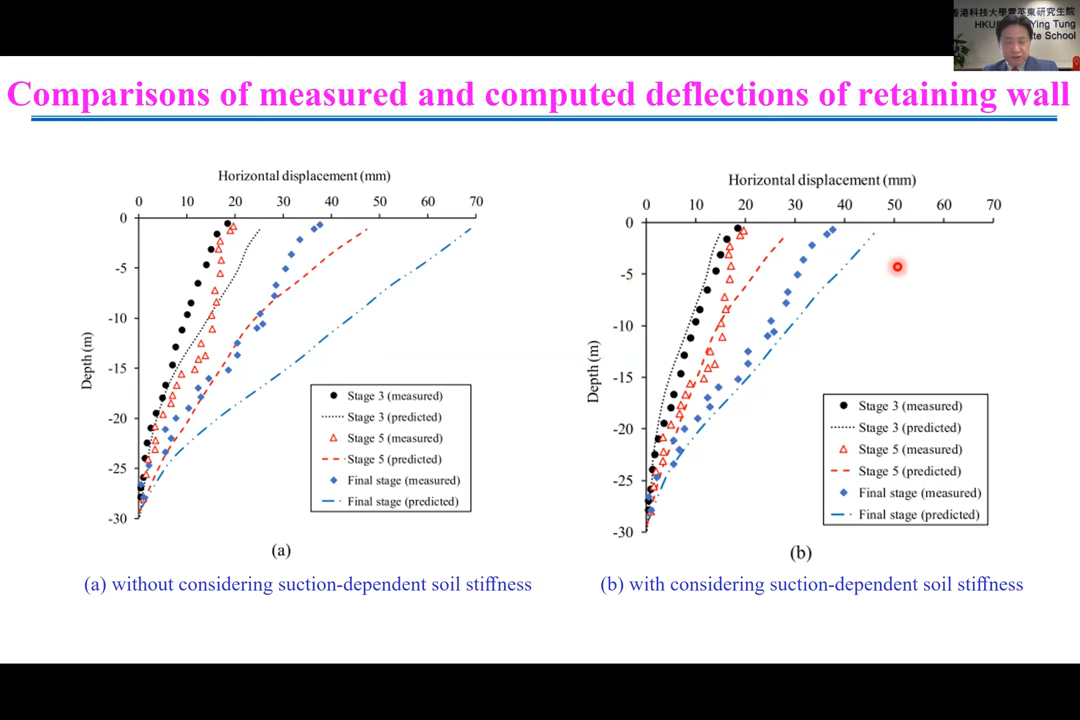 香港科技大學霍英東研究生院
HKU
Ying Tung
te School
Comparisons of measured and computed deflections of retaining wall
Horizontal displacement (mm)
0 10 20 30 40 50 60 70
0
-5
-10
-15
-20
-25
-30
Depth (m)
Stage 3 (measured)
Stage 3 (predicted)
Stage 5 (measured)
Stage 5 (predicted)
Final stage (measured)
Final stage (predicted)
(a)
(a) without considering suction-dependent soil stiffness
Horizontal displacement (mm)
0 10 20 30 40 50 60 70
0
-5
-10
-15
-20
-25
-30
Depth (m)
Stage 3 (measured)
Stage 3 (predicted)
Stage 5 (measured)
Stage 5 (predicted)
Final stage (measured)
Final stage (predicted)
(b)
(b) with considering suction-dependent soil stiffness